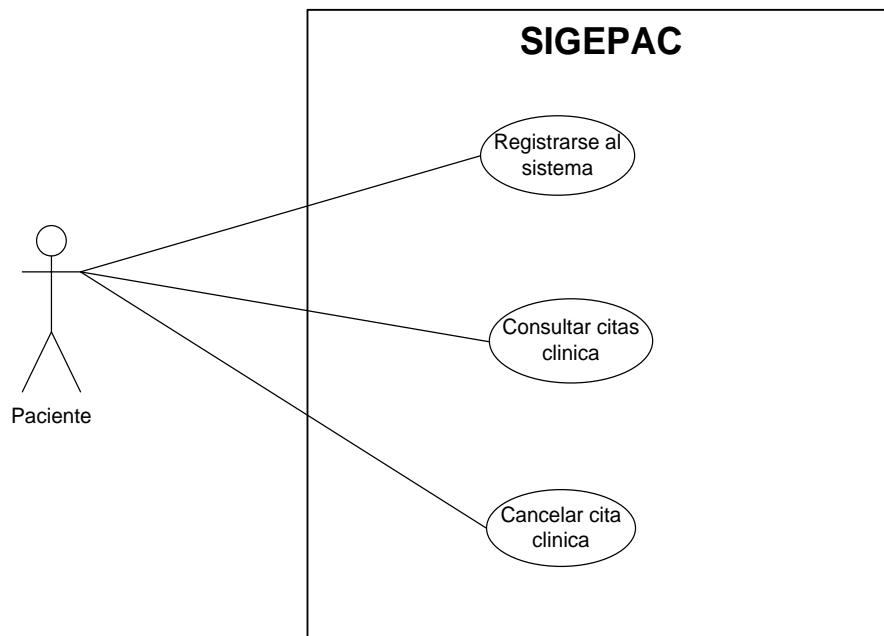 SIGEPAC
Registrarse al
sistema
Consultar citas
clinica
Paciente
Cancelar cita
clinica